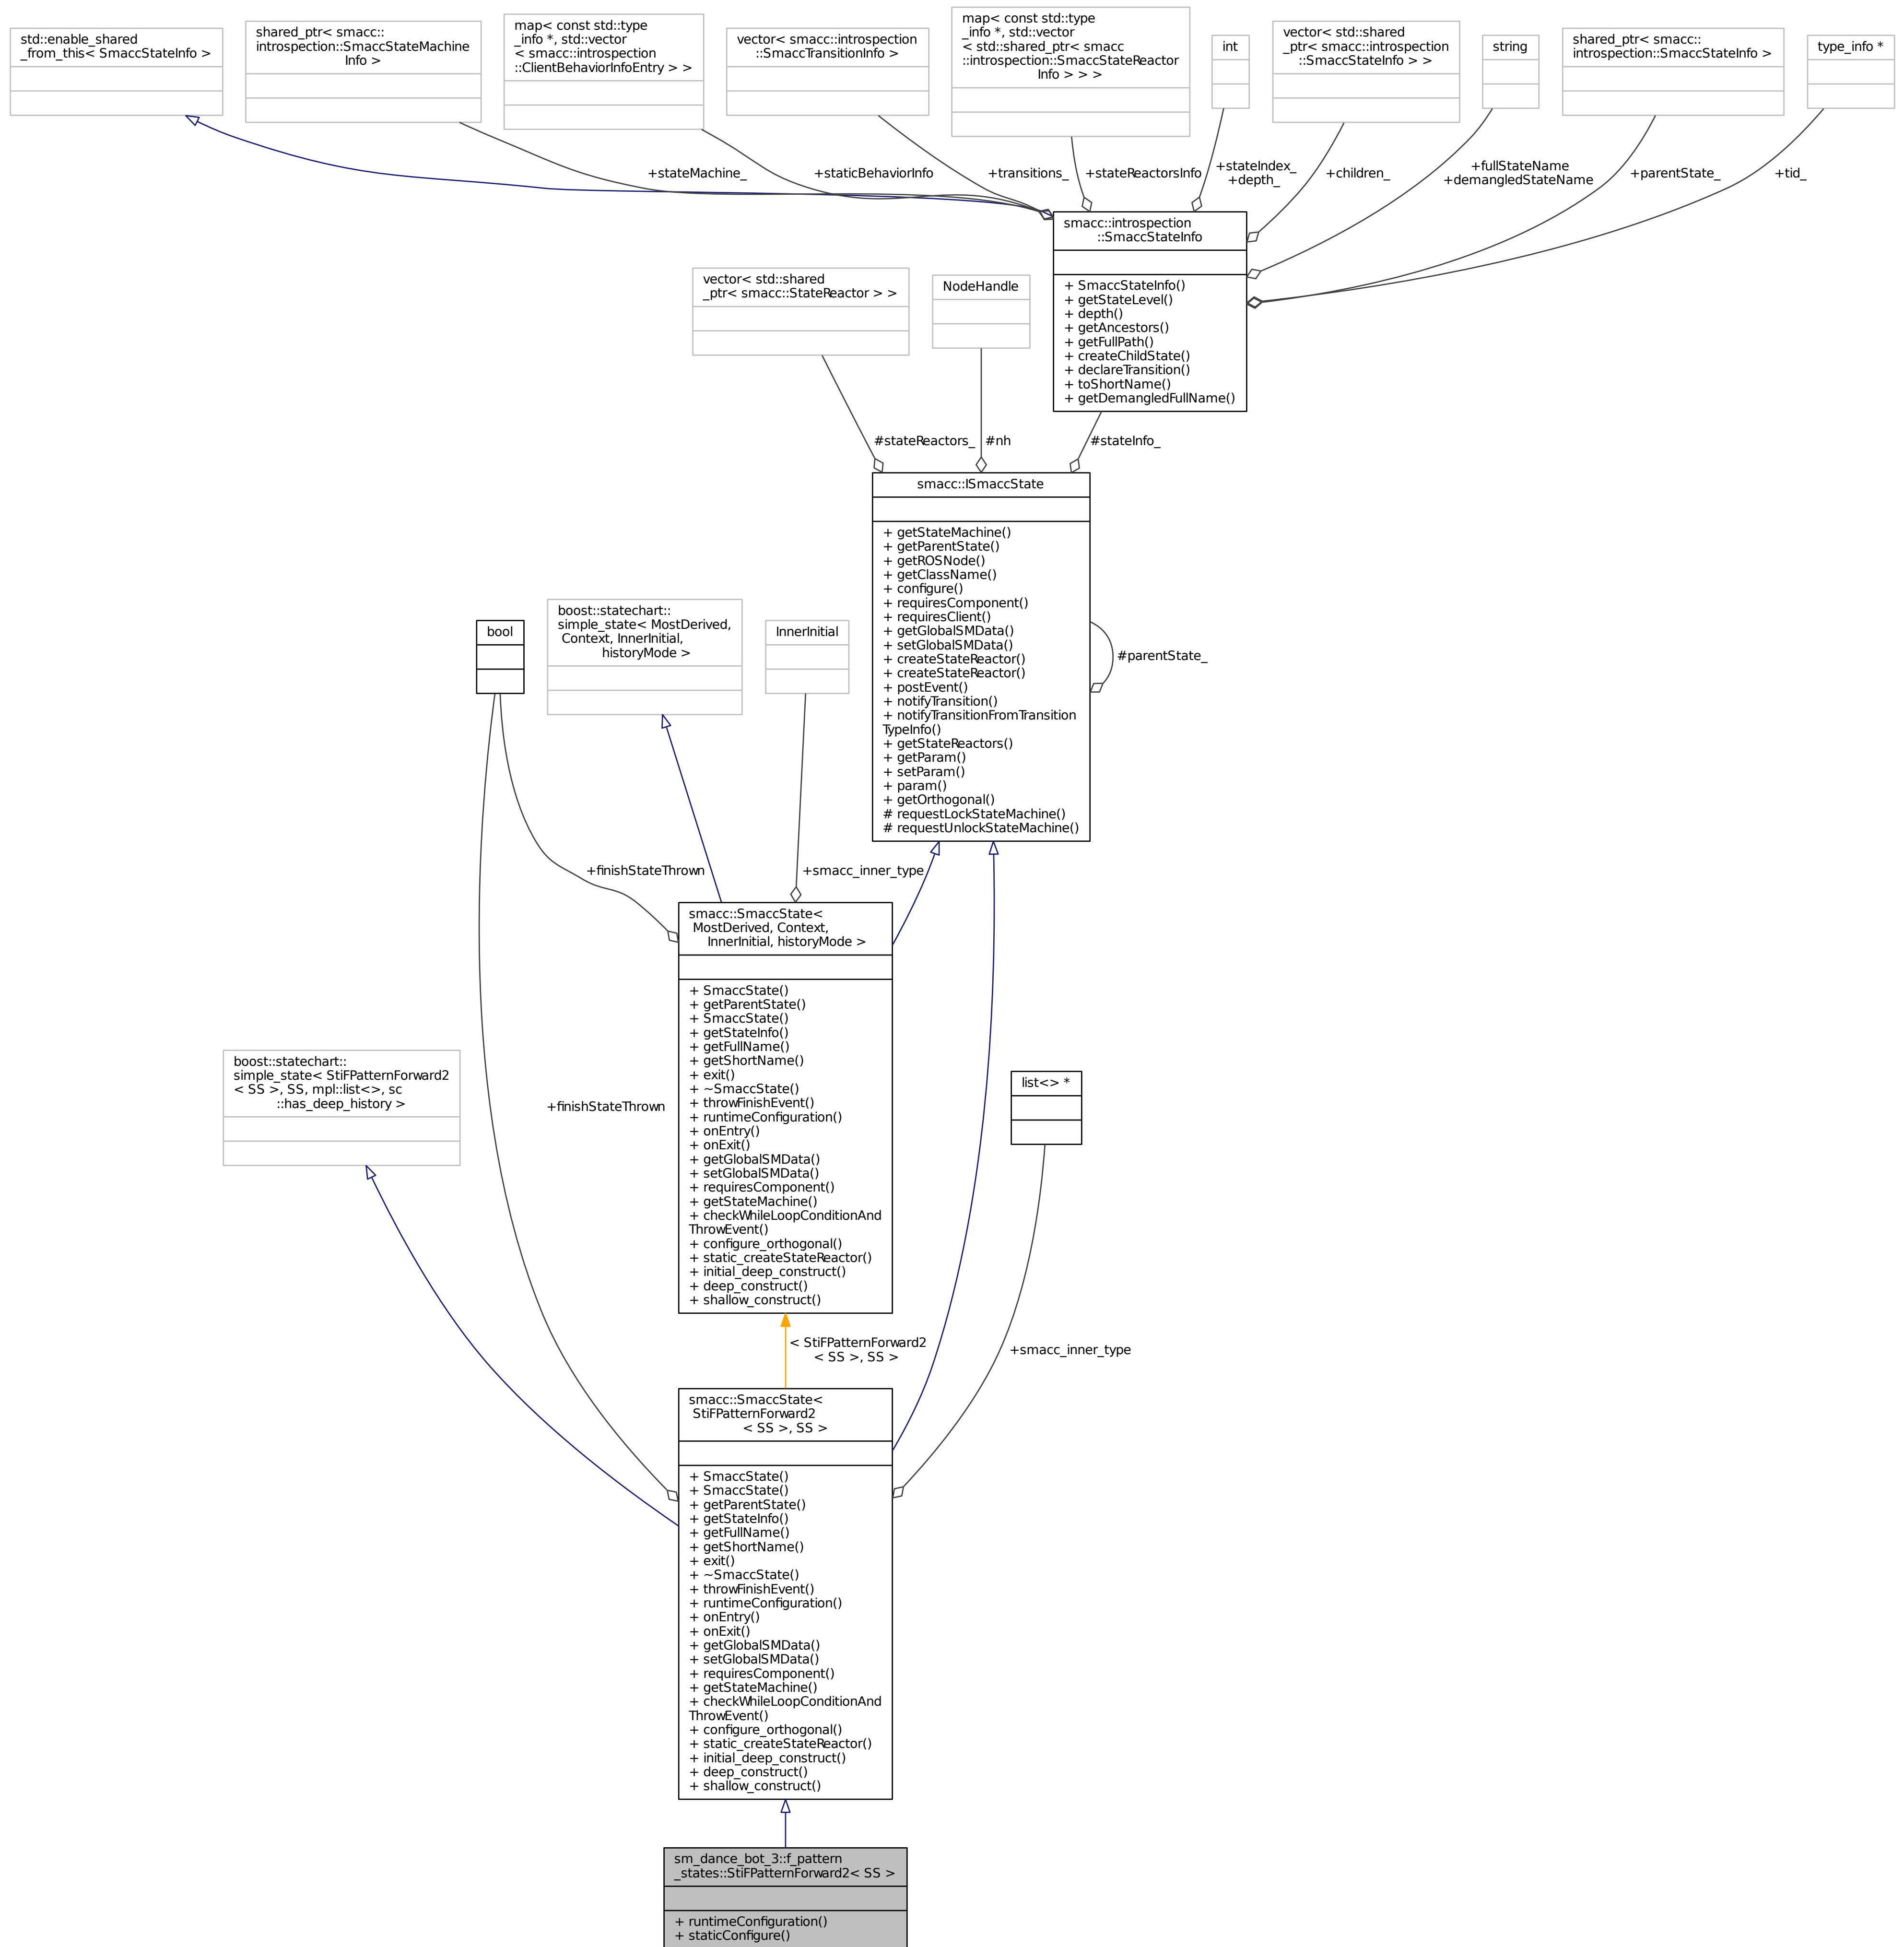 std::enable_shared
_from_this< SmaccStateInfo >
shared_ptr< smacc::
introspection::SmaccStateMachine
Info >
map< const std::type
_info *, std::vector
< smacc::introspection
::ClientBehaviorInfoEntry > >
vector< smacc::introspection
::SmaccTransitionInfo >
map< const std::type
_info *, std::vector
< std::shared_ptr< smacc
::introspection::SmaccStateReactor
Info > > >
int
vector< std::shared
_ptr< smacc::introspection
::SmaccStateInfo > >
string
shared_ptr< smacc::
introspection::SmaccStateInfo >
type_info *
+stateMachine_
+staticBehaviorInfo
+transitions_
+stateReactorsInfo
+stateIndex_
+depth_
+children_
+fullStateName
+demangledStateName
+parentState_
+tid_
smacc::introspection
::SmaccStateInfo
+ SmaccStateInfo()
+ getStateLevel()
+ depth()
+ getAncestors()
+ getFullPath()
+ createChildState()
+ declareTransition()
+ toShortName()
+ getDemangledFullName()
vector< std::shared
_ptr< smacc::StateReactor > >
NodeHandle
#stateReactors_
#nh
#stateInfo_
smacc::ISmaccState
+ getStateMachine()
+ getParentState()
+ getROSNode()
+ getClassName()
+ configure()
+ requiresComponent()
+ requiresClient()
+ getGlobalSMData()
+ setGlobalSMData()
+ createStateReactor()
+ createStateReactor()
+ postEvent()
+ notifyTransition()
+ notifyTransitionFromTransition
TypeInfo()
+ getStateReactors()
+ getParam()
+ setParam()
+ param()
+ getOrthogonal()
# requestLockStateMachine()
# requestUnlockStateMachine()
#parentState_
bool
boost::statechart::
simple_state< MostDerived,
Context, InnerInitial,
historyMode >
InnerInitial
+finishStateThrown
+smacc_inner_type
smacc::SmaccState<
MostDerived, Context,
InnerInitial, historyMode >
+ SmaccState()
+ getParentState()
+ SmaccState()
+ getStateInfo()
+ getFullName()
+ getShortName()
+ exit()
+ ~SmaccState()
+ throwFinishEvent()
+ runtimeConfiguration()
+ onEntry()
+ onExit()
+ getGlobalSMData()
+ setGlobalSMData()
+ requiresComponent()
+ getStateMachine()
+ checkWhileLoopConditionAnd
ThrowEvent()
+ configure_orthogonal()
+ static_createStateReactor()
+ initial_deep_construct()
+ deep_construct()
+ shallow_construct()
boost::statechart::
simple_state< StiFPatternForward2
< SS >, SS, mpl::list<>, sc
::has_deep_history >
+finishStateThrown
list<> *
< StiFPatternForward2
< SS >, SS >
+smacc_inner_type
smacc::SmaccState<
StiFPatternForward2
< SS >, SS >
+ SmaccState()
+ SmaccState()
+ getParentState()
+ getStateInfo()
+ getFullName()
+ getShortName()
+ exit()
+ ~SmaccState()
+ throwFinishEvent()
+ runtimeConfiguration()
+ onEntry()
+ onExit()
+ getGlobalSMData()
+ setGlobalSMData()
+ requiresComponent()
+ getStateMachine()
+ checkWhileLoopConditionAnd
ThrowEvent()
+ configure_orthogonal()
+ static_createStateReactor()
+ initial_deep_construct()
+ deep_construct()
+ shallow_construct()
sm_dance_bot_3::f_pattern
_states::StiFPatternForward2< SS >
+ runtimeConfiguration()
+ staticConfigure()